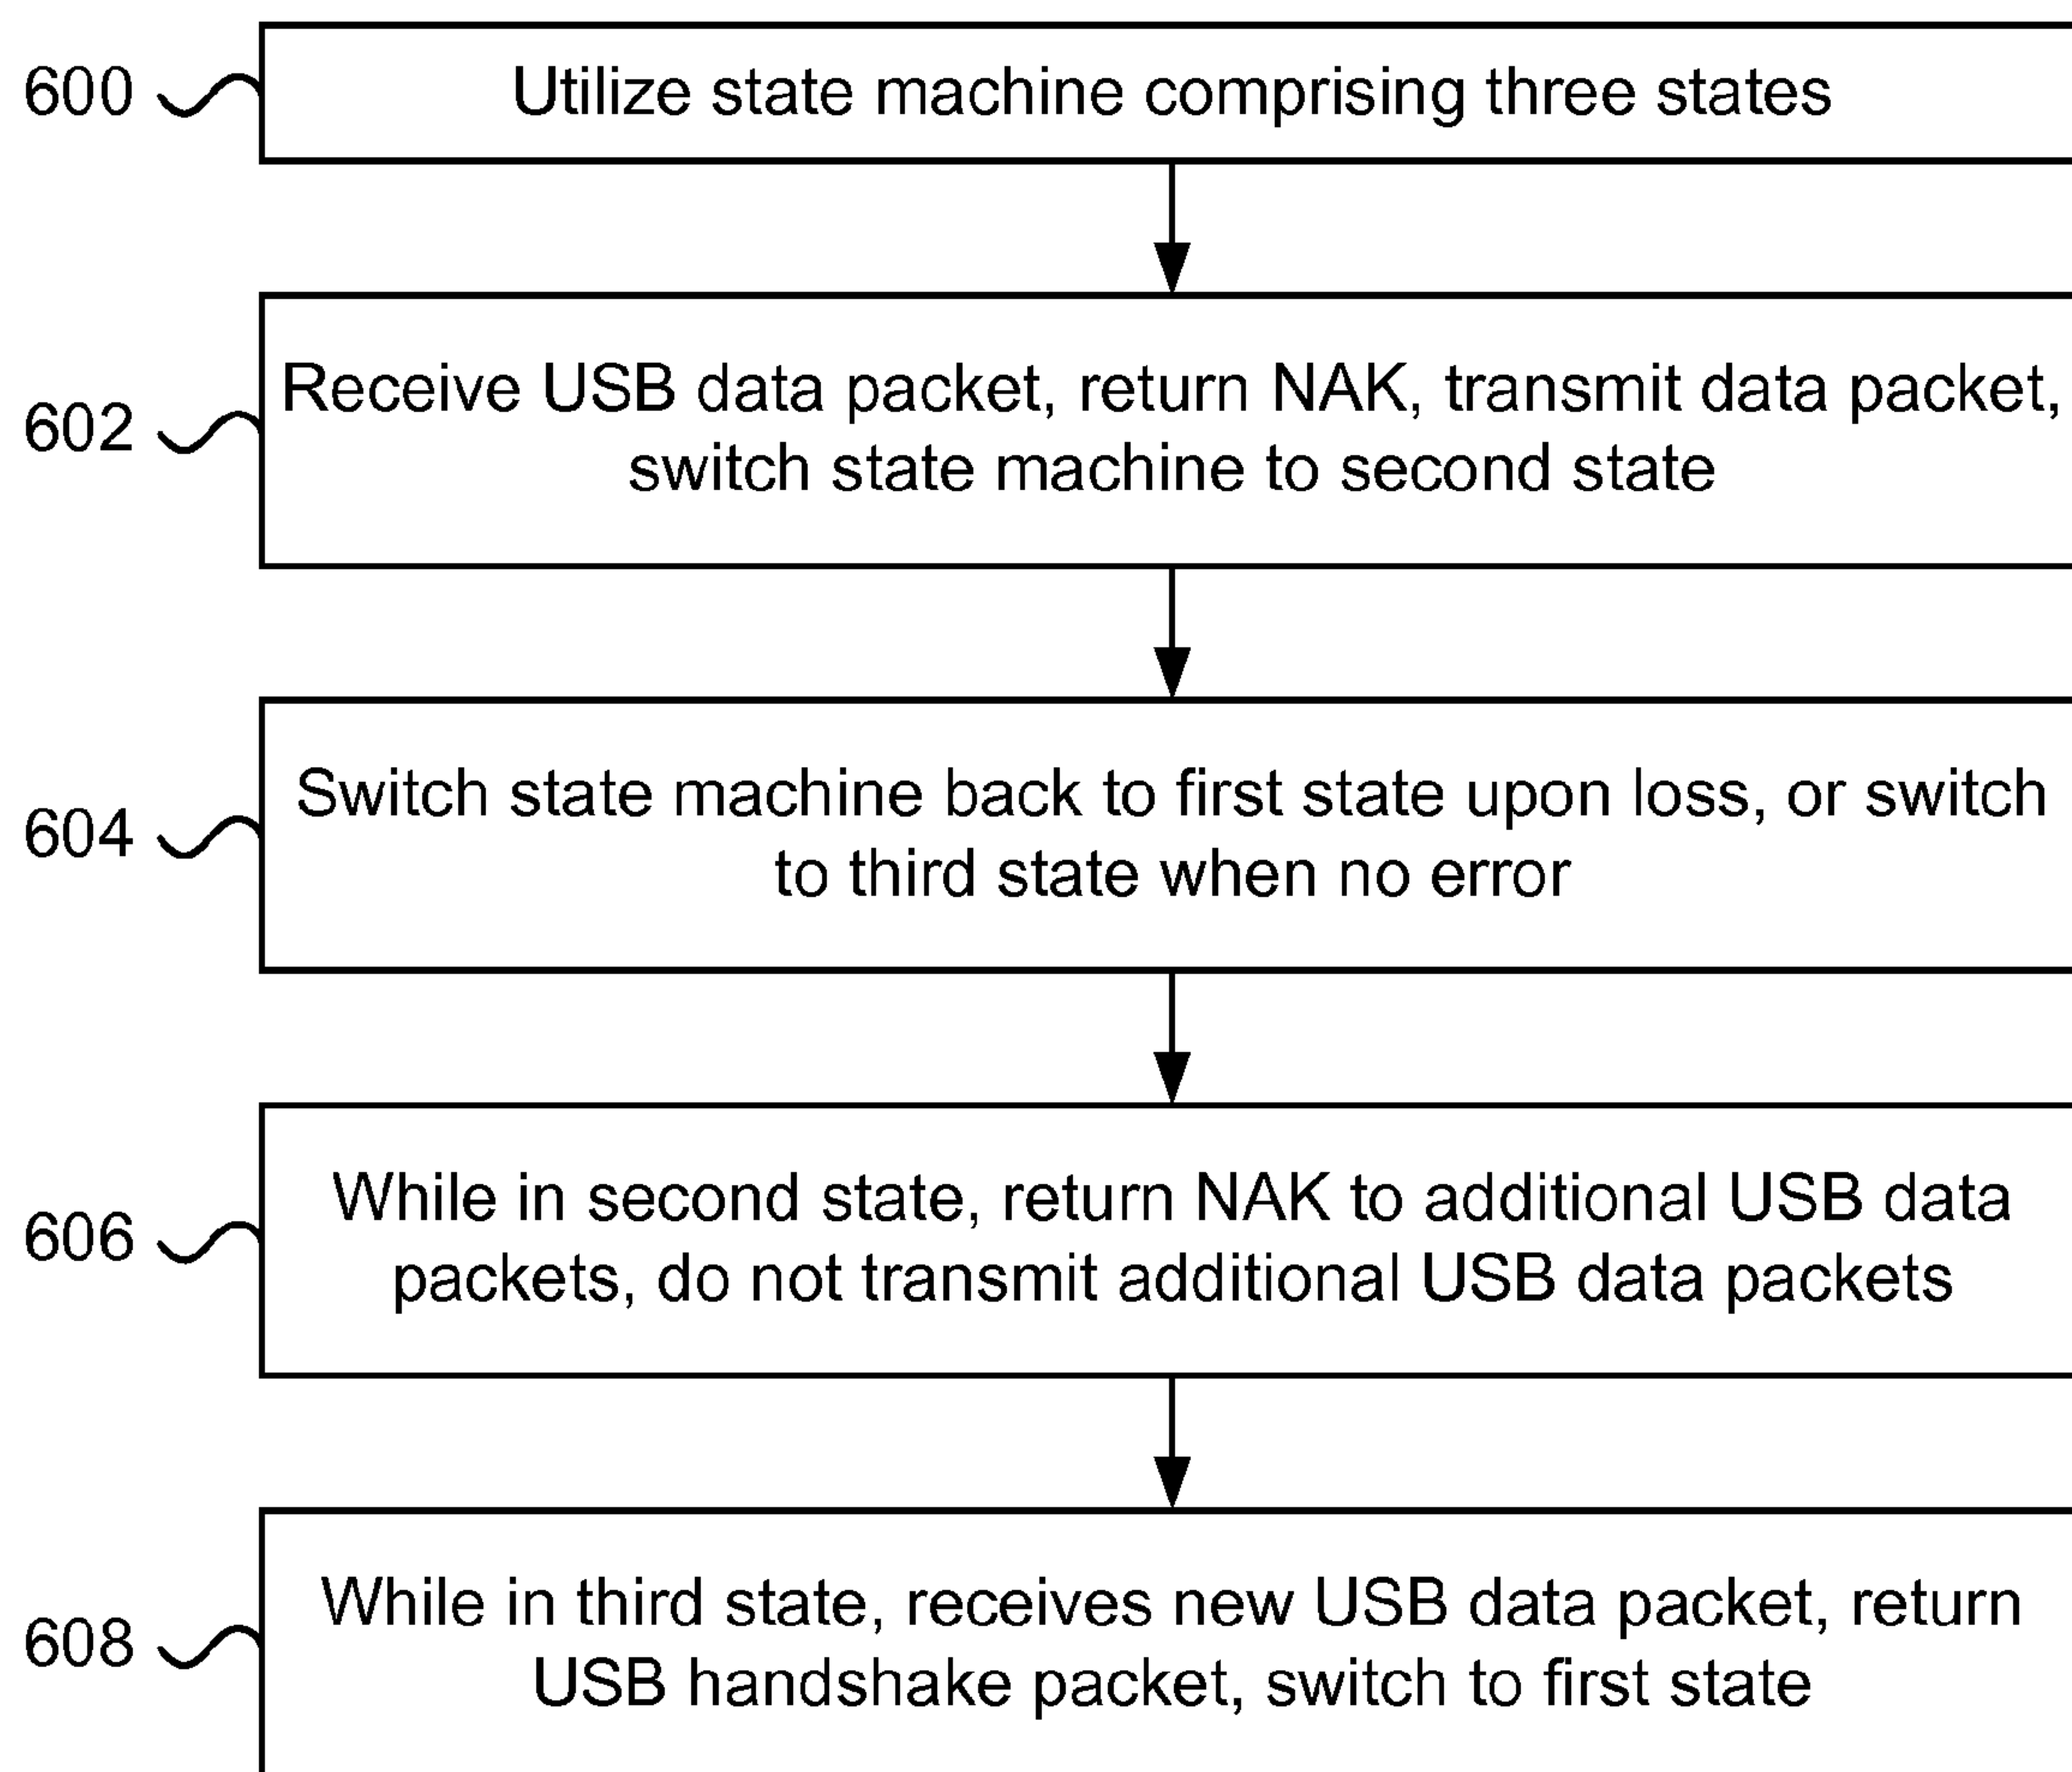 600
Utilize state machine comprising three states
602
Receive USB data packet, return NAK, transmit data packet,
switch state machine to second state
604
Switch state machine back to first state upon loss, or switch
to third state when no error
606
While in second state, return NAK to additional USB data
packets, do not transmit additional USB data packets
608
While in third state, receives new USB data packet, return
USB handshake packet, switch to first state